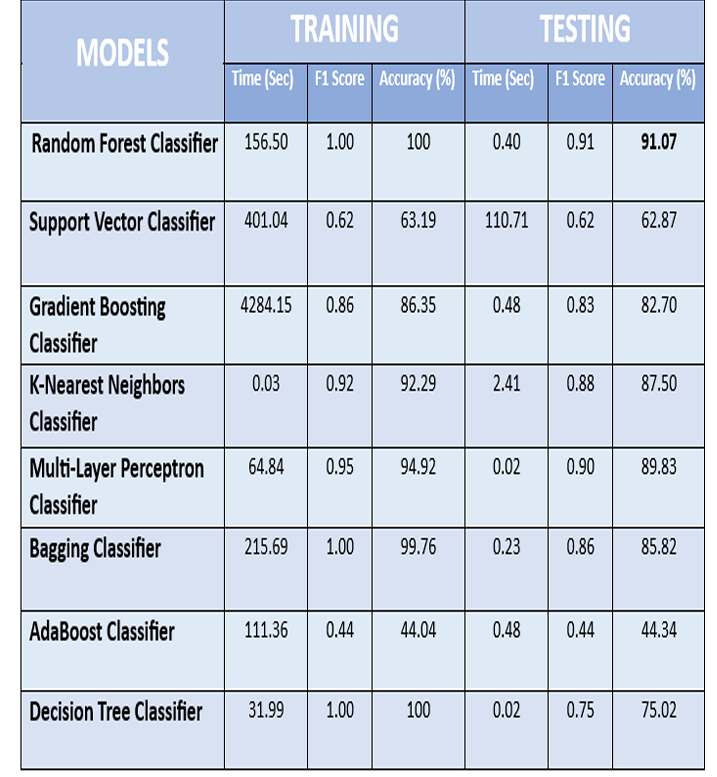 MODELS TRAINING TESTING
Time (Sec) F1 Score Accuracy (%) Time (Sec) F1 Score Accuracy (%)
Random Forest Classifier 156.50 1.00 100 0.40 0.91 91.07
Support Vector Classifier 401.04 0.62 63.19 110.71 0.62 62.87
Gradient Boosting 4284.15 0.86 86.35 0.48 0.83 82.70
Classifier
K-Nearest Neighbors 0.03 0.92 92.29 2.41 0.88 87.50
Classifier
Multi-Layer Perceptron 64.84 0.95 94.92 0.02 0.90 89.83
Classifier
Bagging Classifier 215.69 1.00 99.76 0.23 0.86 85.82
AdaBoost Classifier 111.36 0.44 44.04 0.48 0.44 44.34
Decision Tree Classifier 31.99 1.00 100 0.02 0.75 75.02